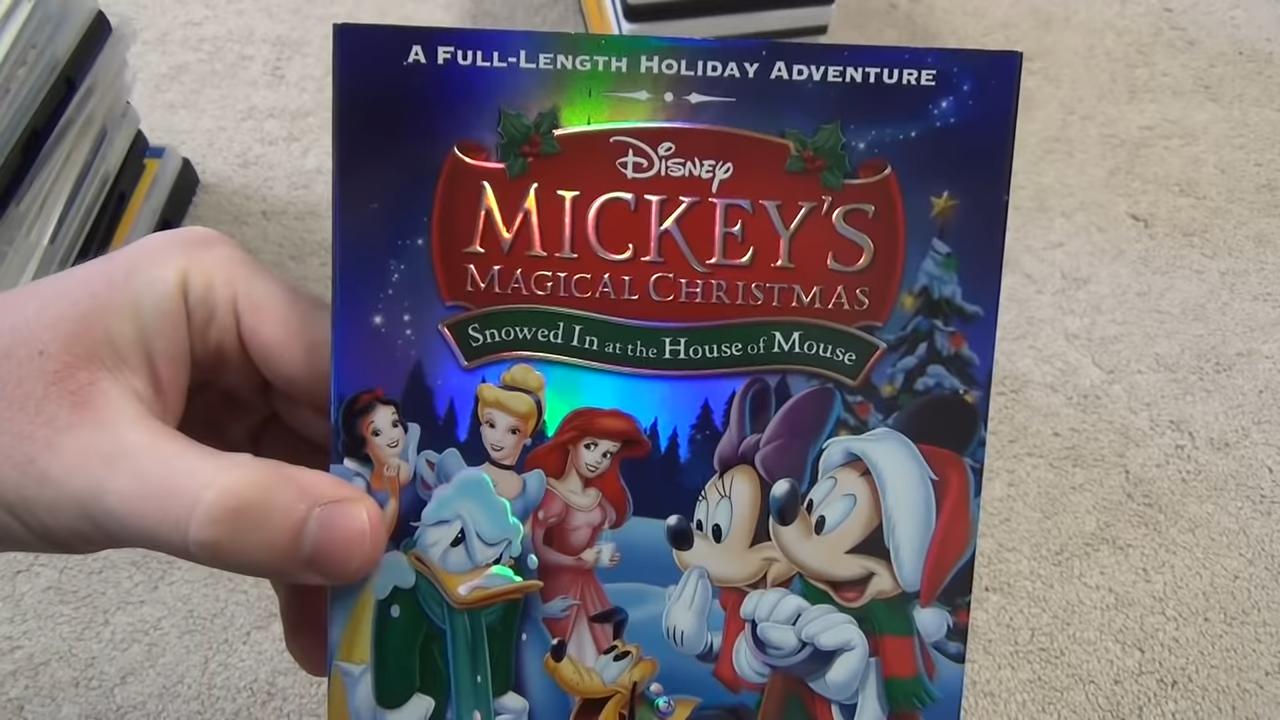 A FULL-LENGTH HOLIDAY ADVENTURE
DISNEY
MICKEY'S
MAGICAL CHRISTMAS
Snowed In at the House of Mouse